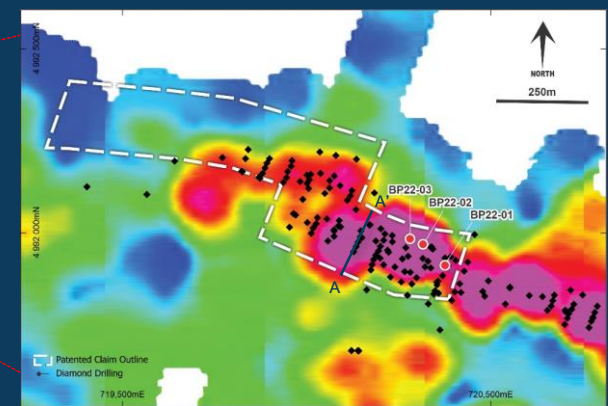 4 992 500mN
NORTH
250m
BP22-03
BP22-02
BP22-01
A'
4 992 000mN
A
Patented Claim Outline
Diamond Drilling
719,500mE
720,500mE